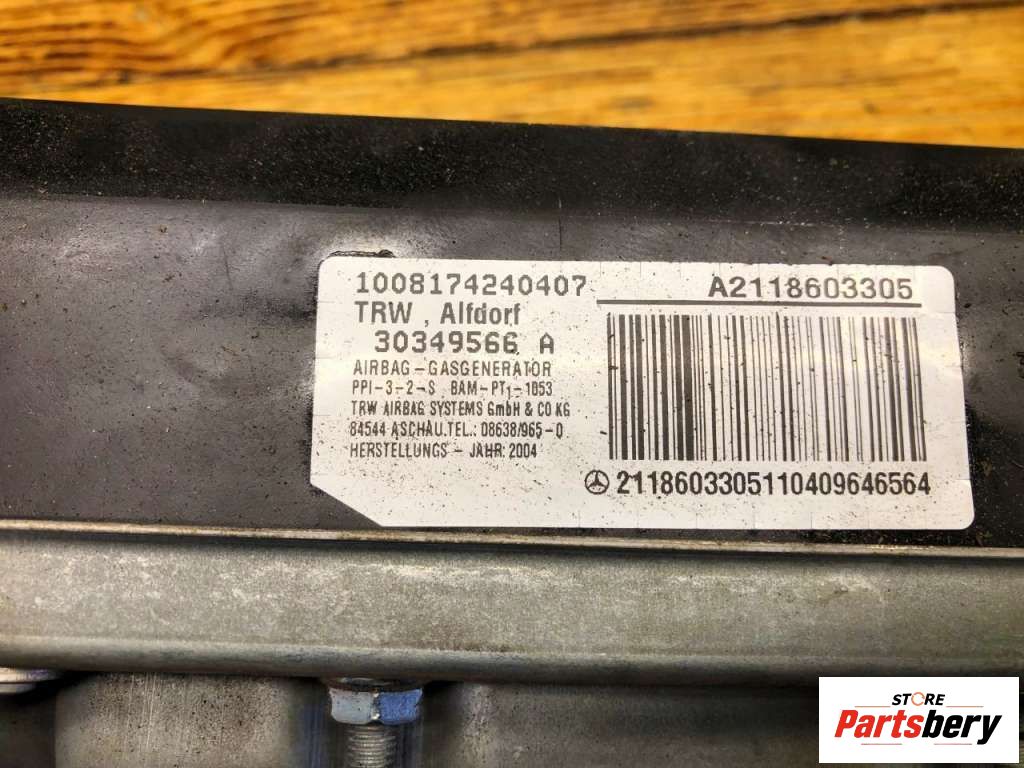 1008174240407
A2118603305
TRW , Alfdorf
30349566 A
AIRBAG-GASGENERATOR
PPI-3-2-S BAM-PT1-1053
TRW AIRBAG SYSTEMS GmbH & CO KG
84544 ASCHAU.TEL.: 08638/965-0
HERSTELLUNGS - JAHR 2004
2118603305110409646564
STORE
Partsbery